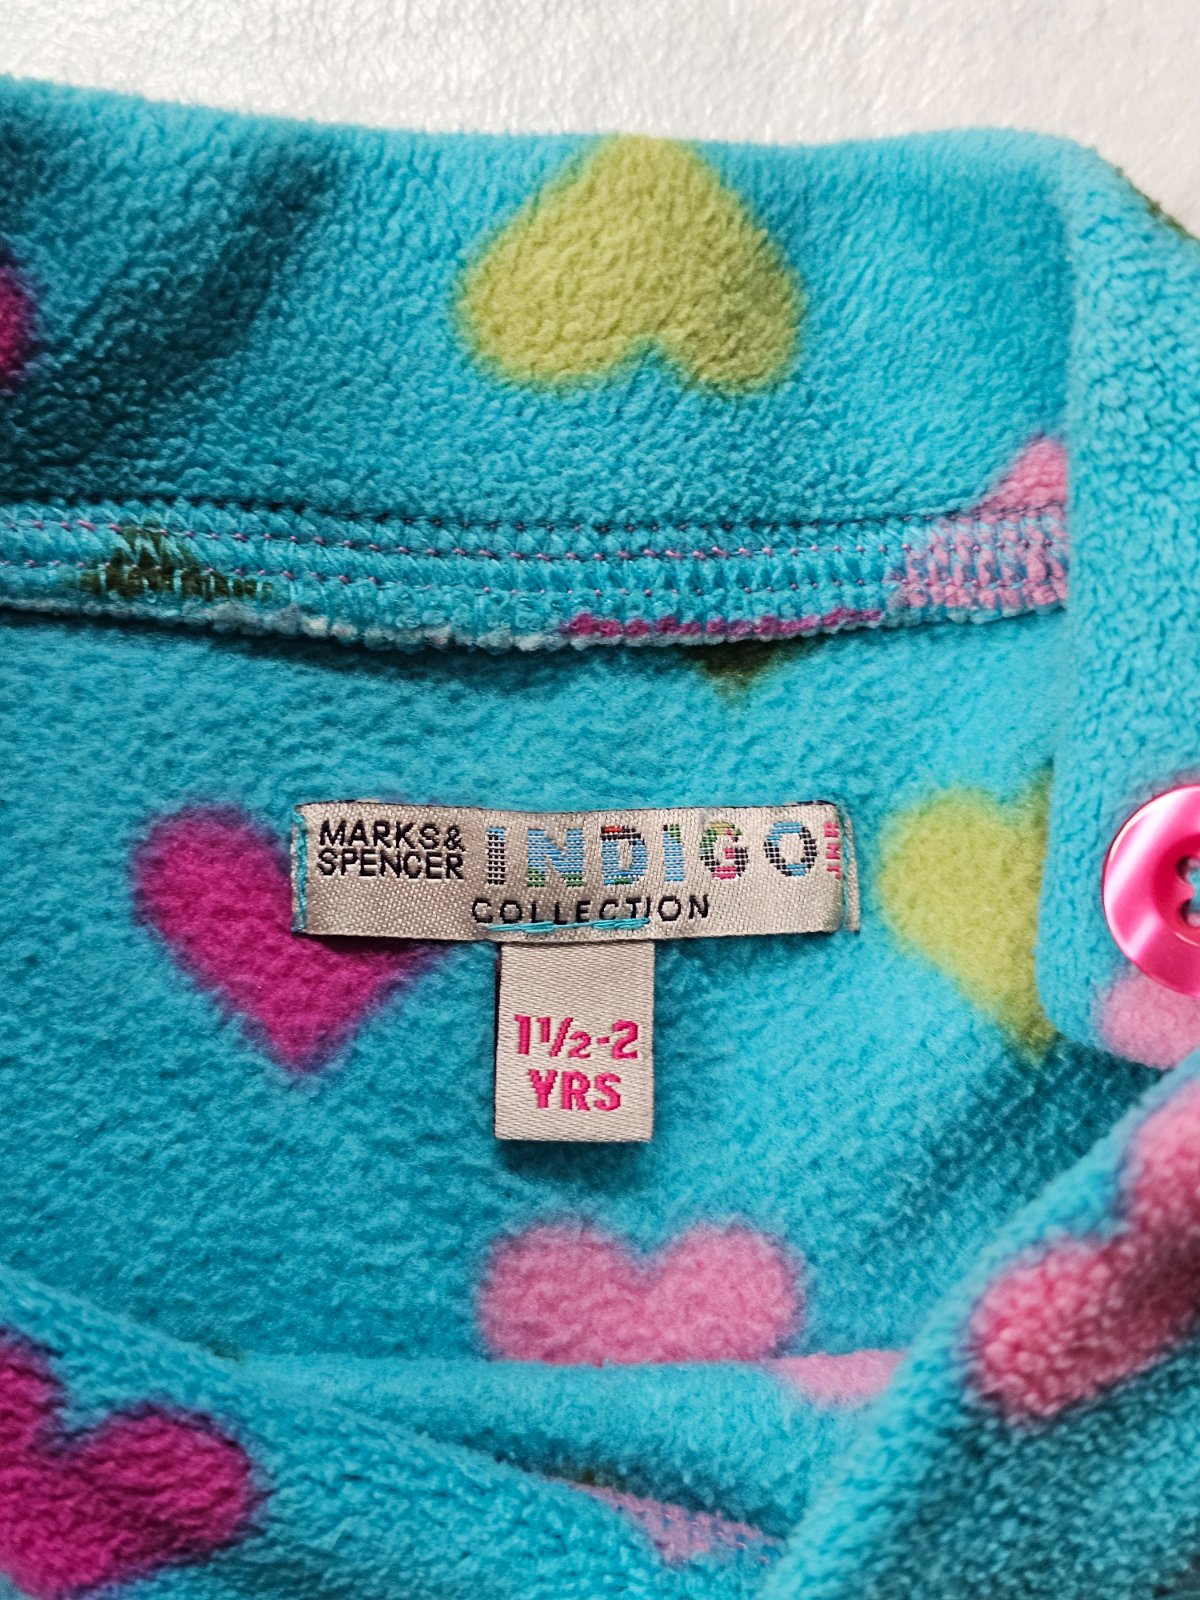 MARKS&
SPENCER
INDIGO
COLLECTION
1½-2
YRS